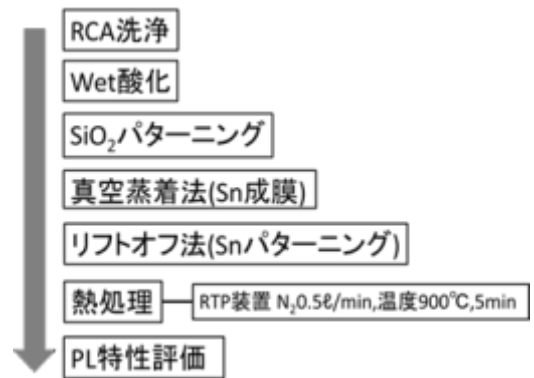 RCA洗浄
Wet酸化
SiO₂パターニング
真空蒸着法(Sn成膜)
リフトオフ法(Snパターニング)
熱処理
RTP装置 N₂0.5ℓ/min,温度900℃,5min
PL特性評価